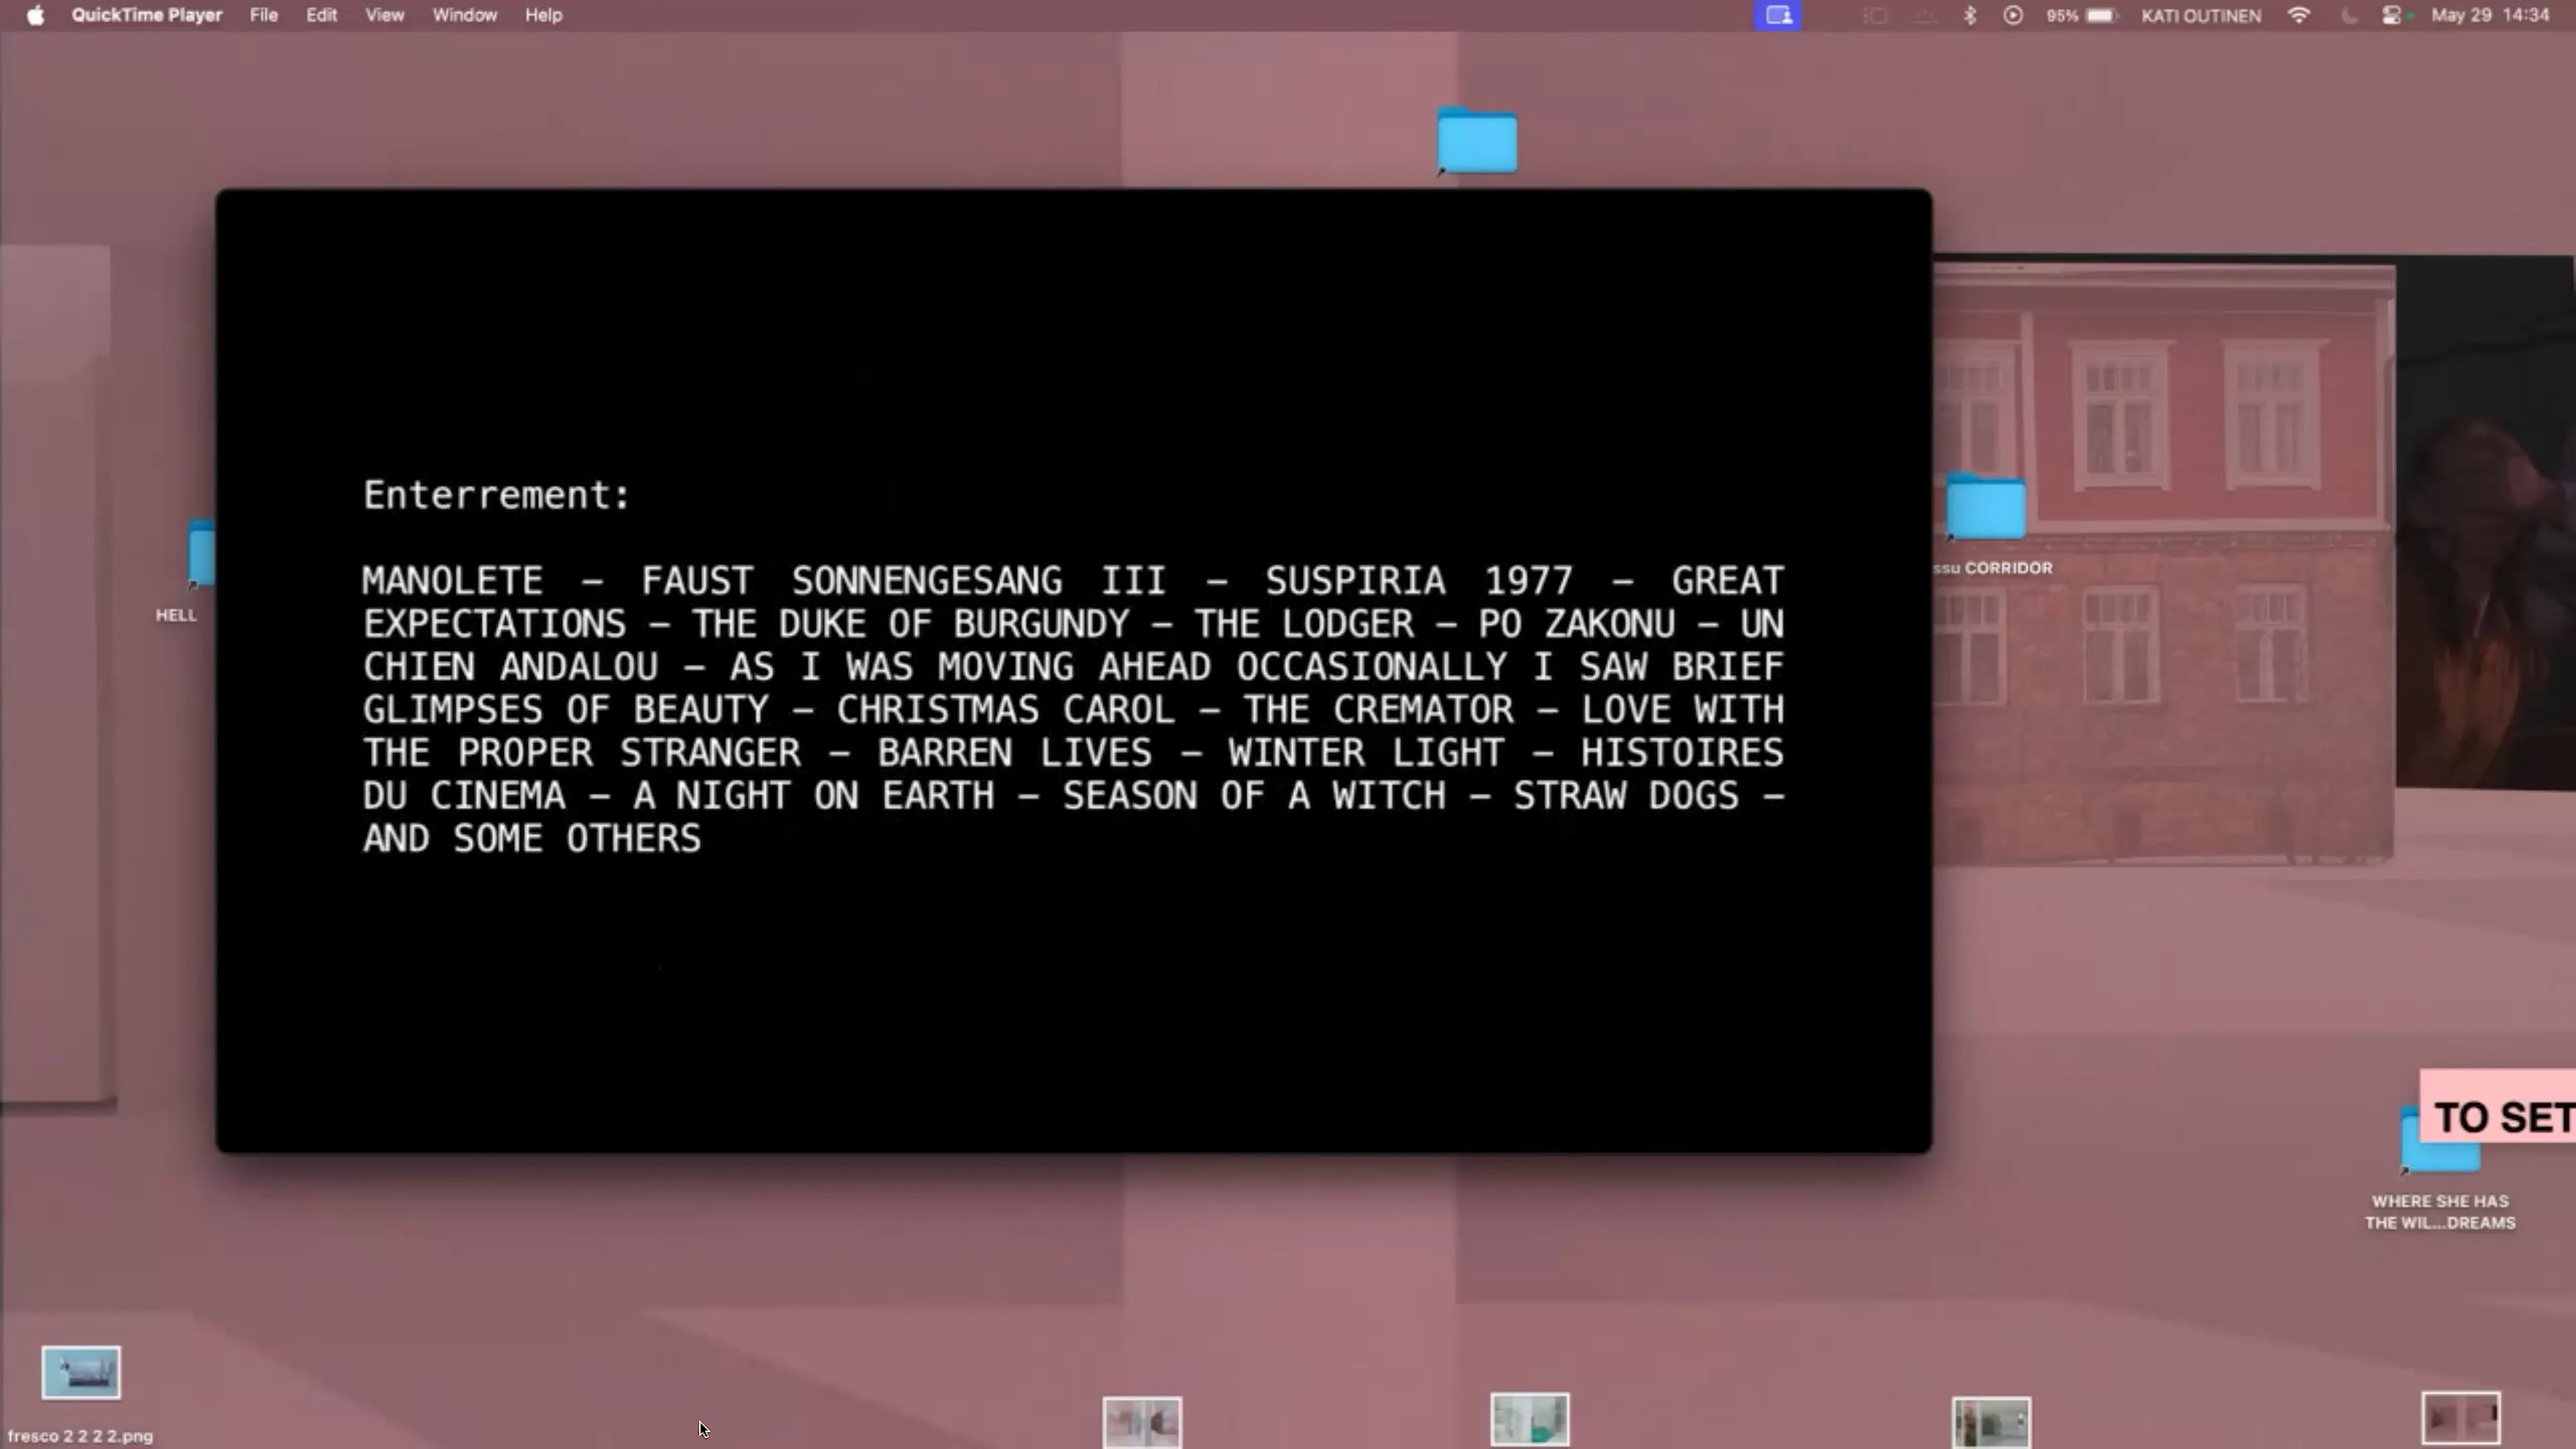 QuickTime Player File Edit View Window Help 95% KATI OUTINEN May 29 14:34
Enterrement:
MANOLETE – FAUST SONNENGESANG III – SUSPIRIA 1977 – GREAT
EXPECTATIONS – THE DUKE OF BURGUNDY – THE LODGER – PO ZAKONU – UN
CHIEN ANDALOU – AS I WAS MOVING AHEAD OCCASIONALLY I SAW BRIEF
GLIMPSES OF BEAUTY – CHRISTMAS CAROL – THE CREMATOR – LOVE WITH
THE PROPER STRANGER – BARREN LIVES – WINTER LIGHT – HISTOIRES
DU CINEMA – A NIGHT ON EARTH – SEASON OF A WITCH – STRAW DOGS –
AND SOME OTHERS
HELL
ssu CORRIDOR
TO SET
WHERE SHE HAS
THE WIL...DREAMS
fresco 2 2 2 2.png